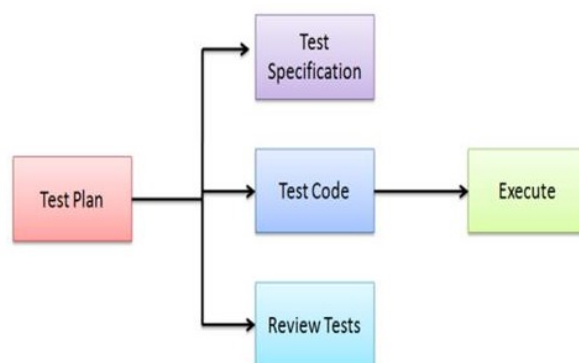 Test
Specification
Test Plan
Test Code
Execute
Review Tests